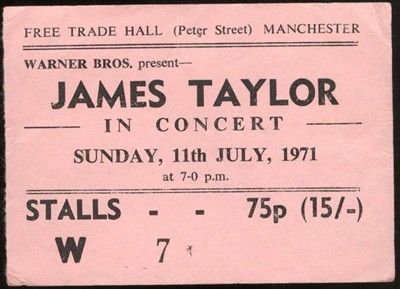 FREE TRADE HALL (Peter Street) MANCHESTER
WARNER BROS. present—
JAMES TAYLOR
IN CONCERT
SUNDAY, 11th JULY, 1971
at 7-0 p.m.
STALLS - - 75p (15/-)
W 7